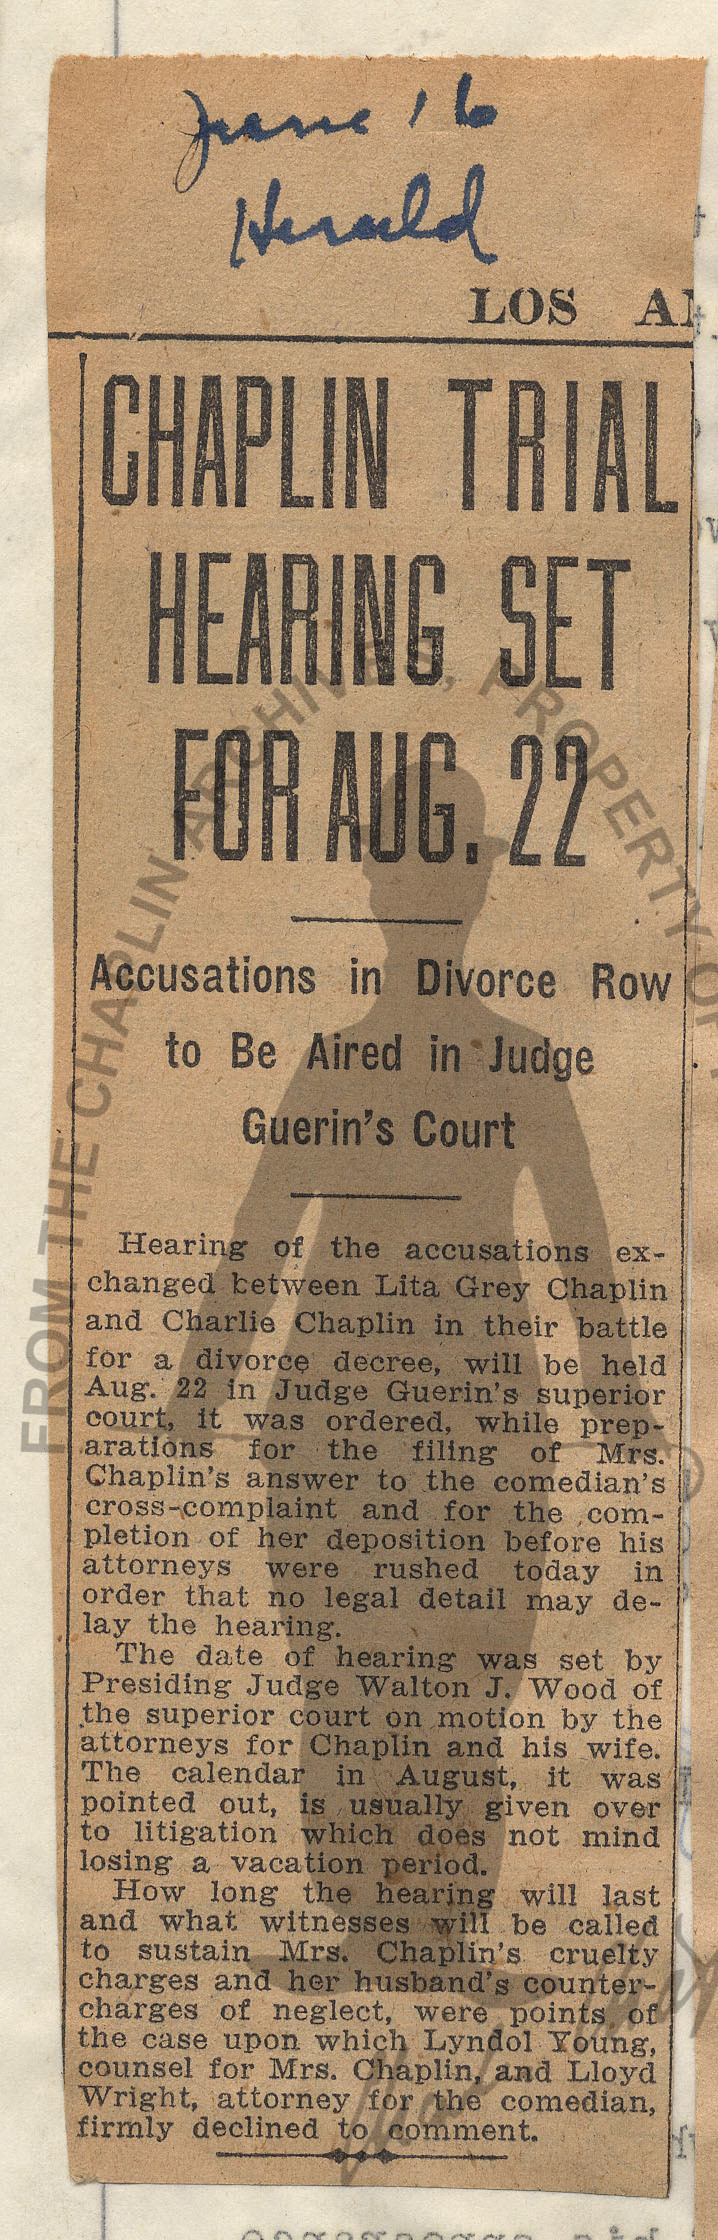 June 16
Herald
LOS AN
CHAPLIN TRIAL
HEARING SET
FOR AUG. 22
Accusations in Divorce Row
to Be Aired in Judge
Guerin's Court
Hearing of the accusations ex-
changed between Lita Grey Chaplin
and Charlie Chaplin in their battle
for a divorce decree, will be held
Aug. 22 in Judge Guerin's superior
court, it was ordered, while prep-
arations for the filing of Mrs.
Chaplin's answer to the comedian's
cross-complaint and for the com-
pletion of her deposition before his
attorneys were rushed today in
order that no legal detail may de-
lay the hearing.
The date of hearing was set by
Presiding Judge Walton J. Wood of
the superior court on motion by the
attorneys for Chaplin and his wife.
The calendar in August, it was
pointed out, is usually given over
to litigation which does not mind
losing a vacation period.
How long the hearing will last
and what witnesses will be called
to sustain Mrs. Chaplin's cruelty
charges and her husband's counter-
charges of neglect, were points of
the case upon which Lyndol Young,
counsel for Mrs. Chaplin, and Lloyd
Wright, attorney for the comedian,
firmly declined to comment.
FROM THE CHAPLIN ARCHIVES, PROPERTY OF